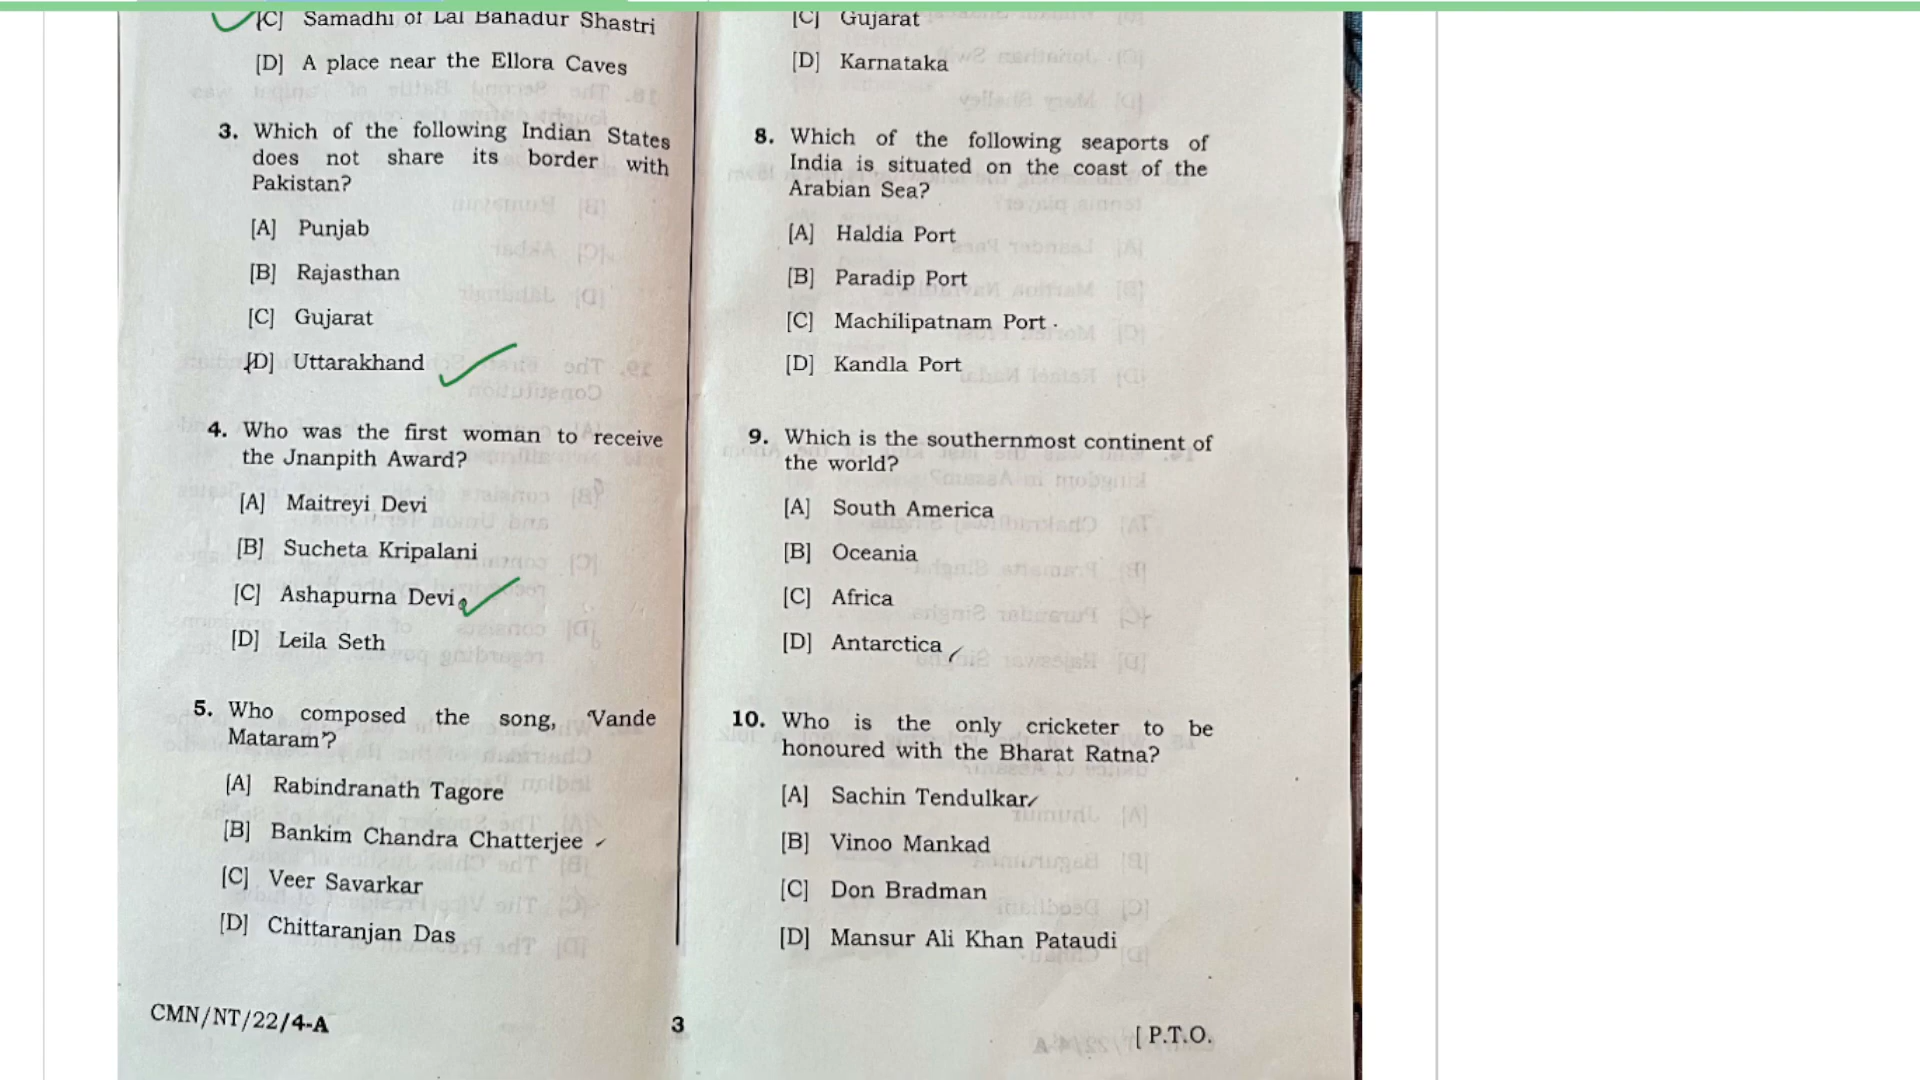 [C] Samadhi of Lal Bahadur Shastri
[D] A place near the Ellora Caves
3. Which of the following Indian States
does not share its border with
Pakistan?
[A] Punjab
[B] Rajasthan
[C] Gujarat
[D] Uttarakhand
4. Who was the first woman to receive
the Jnanpith Award?
[A] Maitreyi Devi
[B] Sucheta Kripalani
[C] Ashapurna Devi
[D] Leila Seth
5. Who composed the song, ‘Vande
Mataram’?
[A] Rabindranath Tagore
[B] Bankim Chandra Chatterjee
[C] Veer Savarkar
[D] Chittaranjan Das
[C] Gujarat
[D] Karnataka
8. Which of the following seaports of
India is situated on the coast of the
Arabian Sea?
[A] Haldia Port
[B] Paradip Port
[C] Machilipatnam Port
[D] Kandla Port
9. Which is the southernmost continent of
the world?
[A] South America
[B] Oceania
[C] Africa
[D] Antarctica
10. Who is the only cricketer to be
honoured with the Bharat Ratna?
[A] Sachin Tendulkar
[B] Vinoo Mankad
[C] Don Bradman
[D] Mansur Ali Khan Pataudi
CMN/NT/22/4-A
3
[ P.T.O.